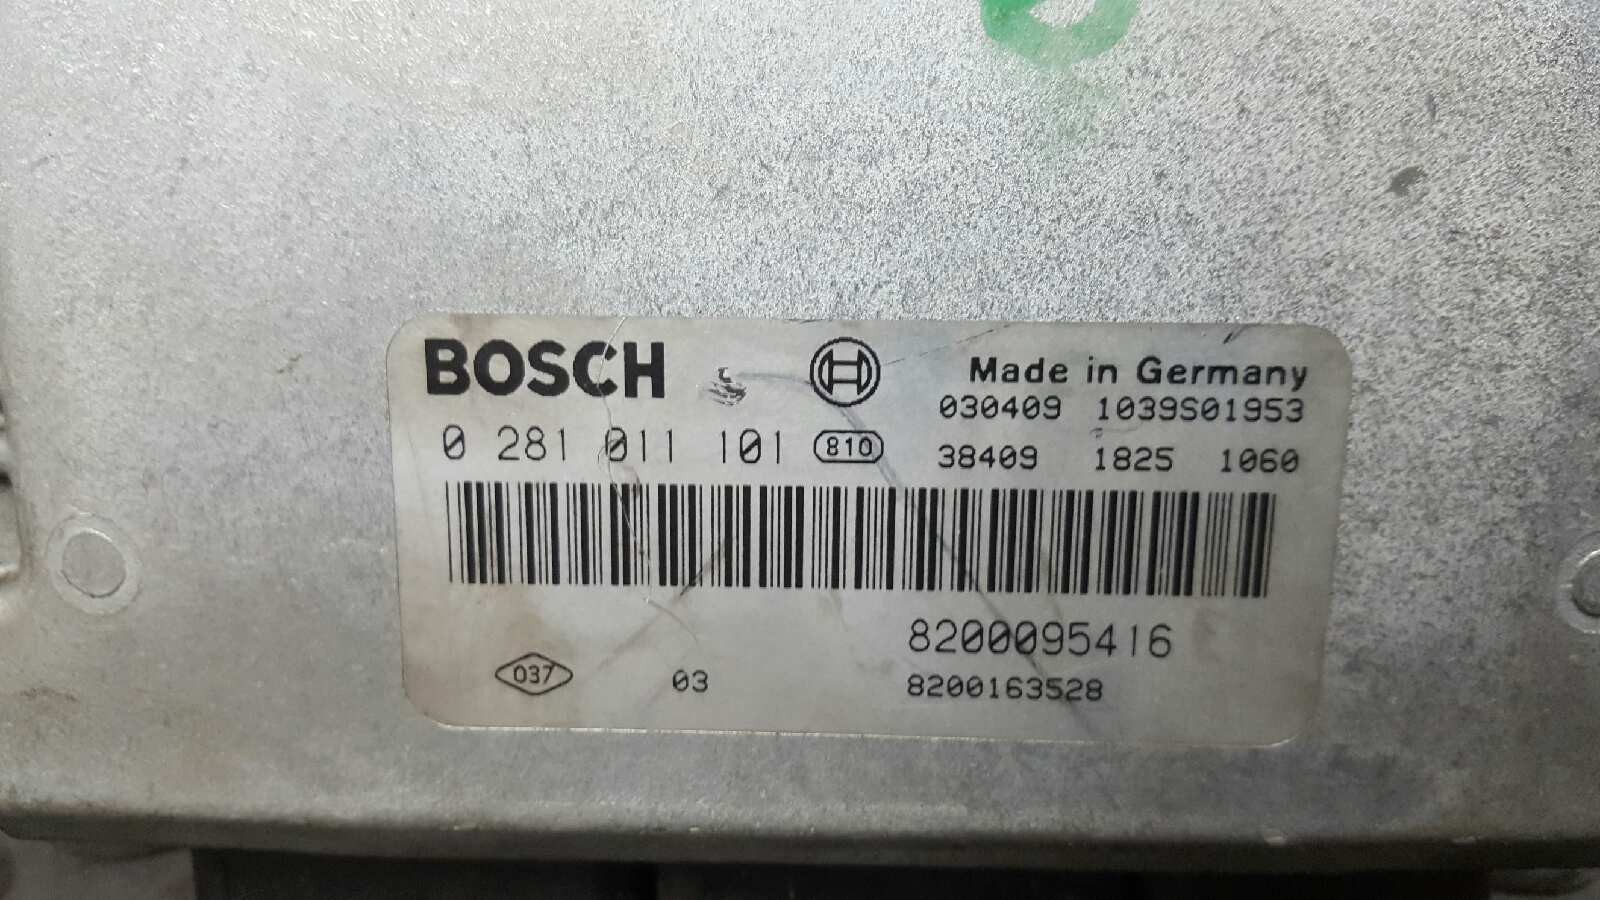 BOSCH
Made in Germany
030409 1039S01953
0 281 011 101 810
38409 1825 1060
8200095416
037 03 8200163528